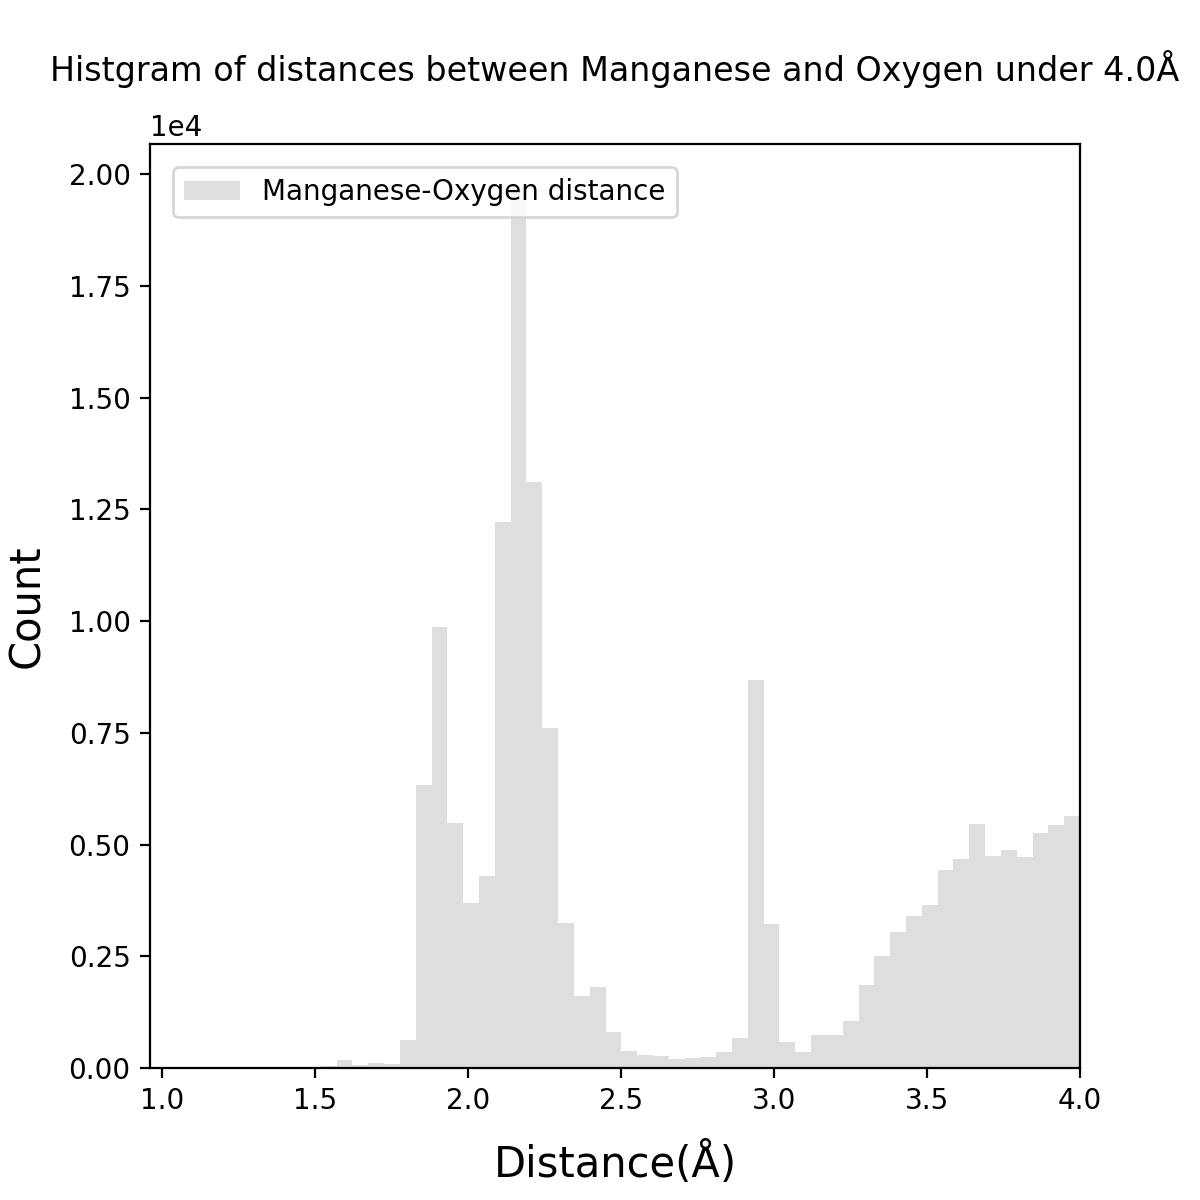 Histgram of distances between Manganese and Oxygen under 4.0Å
1e4
2.00
Manganese-Oxygen distance
1.75
1.50
1.25
1.00
0.75
0.50
0.25
0.00
Count
1.0 1.5 2.0 2.5 3.0 3.5 4.0
Distance(Å)